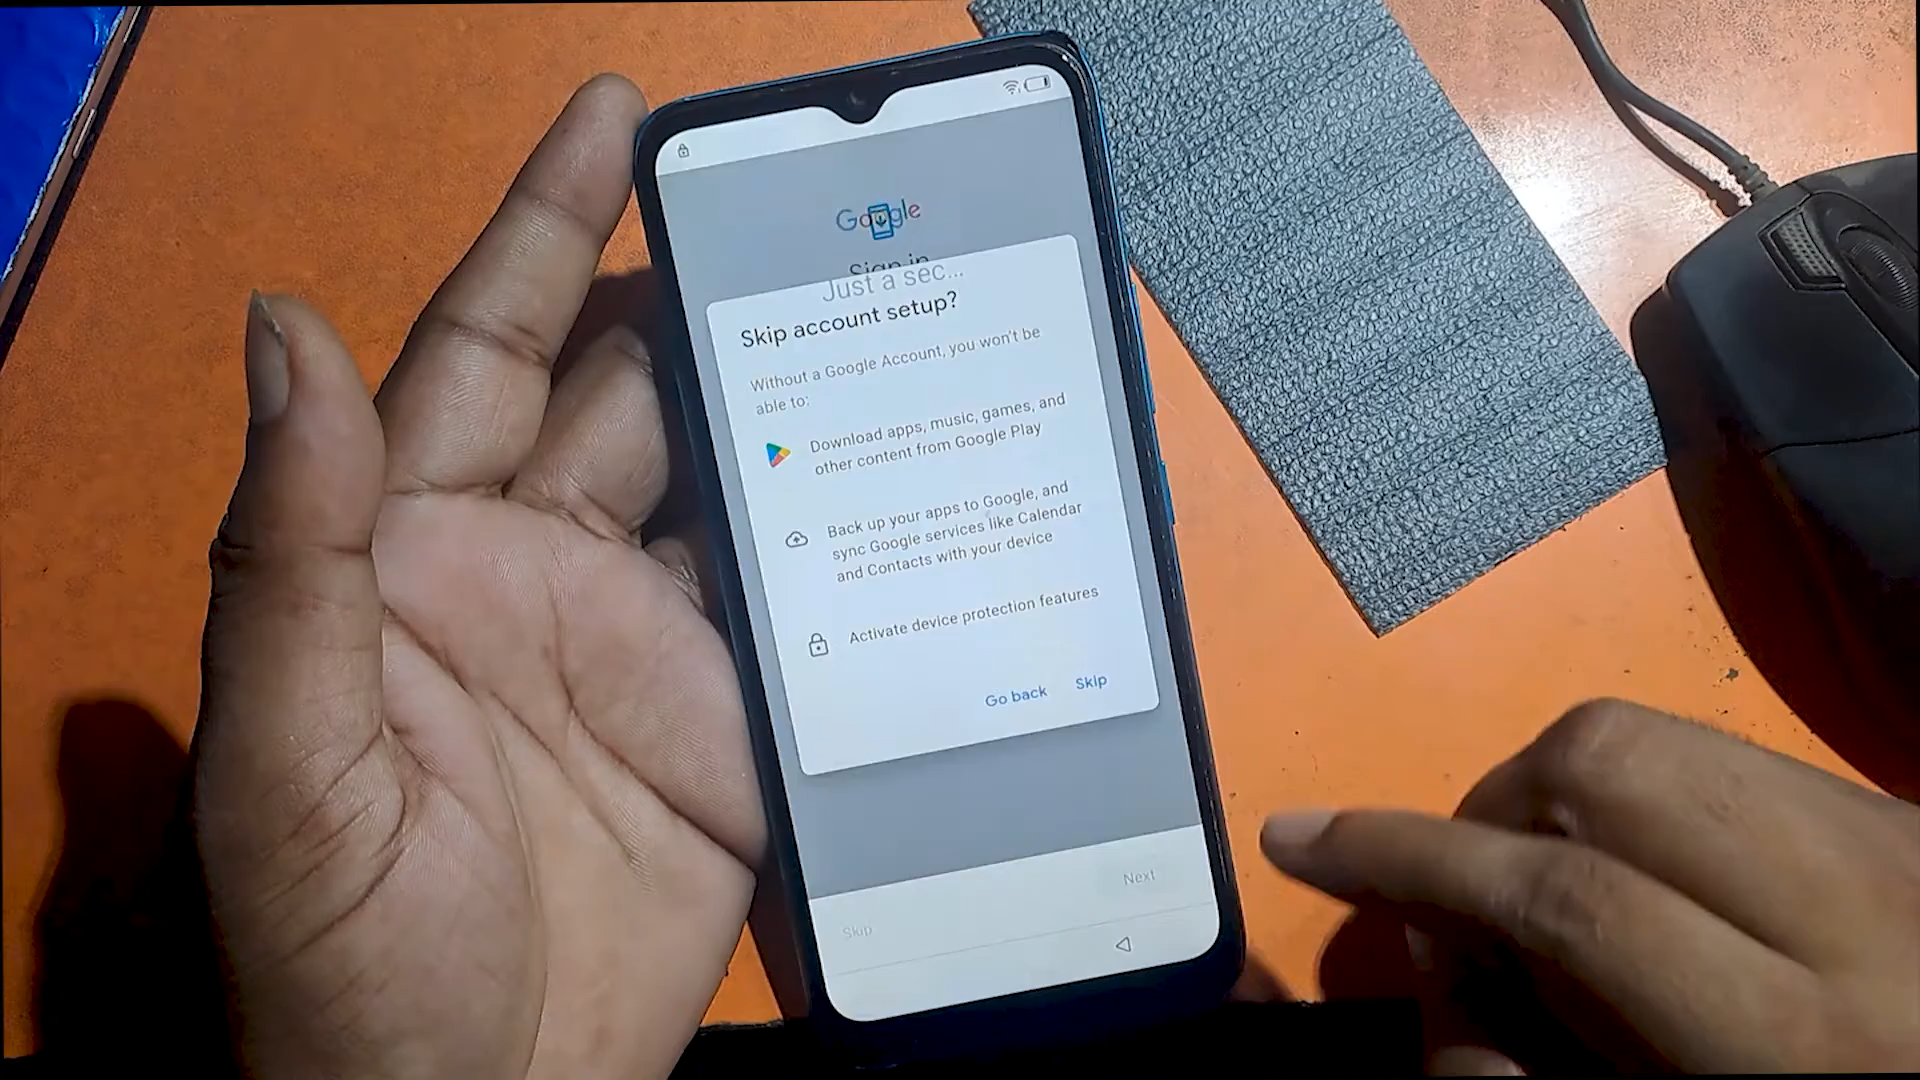 Google
Sign in
Just a sec...
Skip account setup?
Without a Google Account, you won't be
able to:
Download apps, music, games, and
other content from Google Play
Back up your apps to Google, and
sync Google services like Calendar
and Contacts with your device
Activate device protection features
Go back Skip
Next
Skip